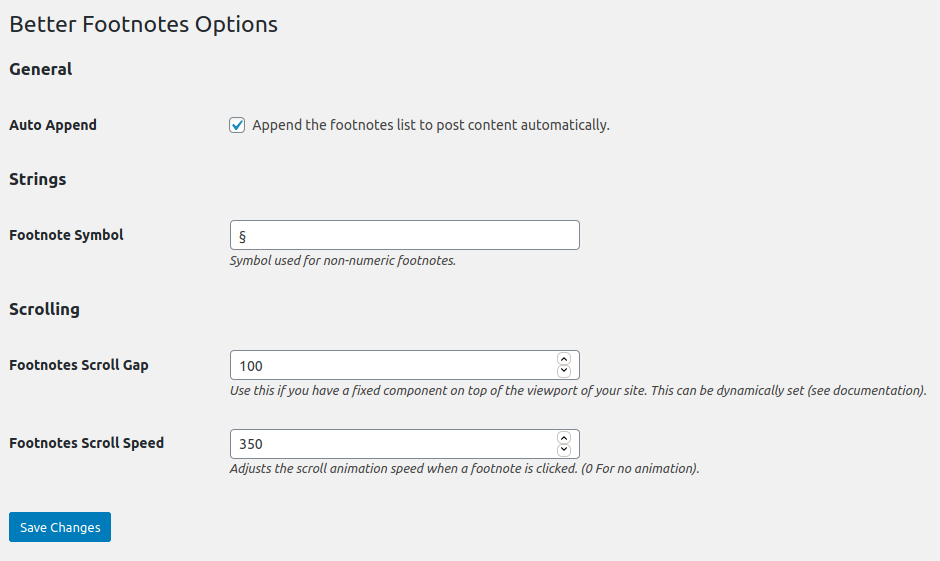 Better Footnotes Options
General
Auto Append
Append the footnotes list to post content automatically.
Strings
Footnote Symbol
§
Symbol used for non-numeric footnotes.
Scrolling
Footnotes Scroll Gap
100
Use this if you have a fixed component on top of the viewport of your site. This can be dynamically set (see documentation).
Footnotes Scroll Speed
350
Adjusts the scroll animation speed when a footnote is clicked. (0 For no animation).
Save Changes